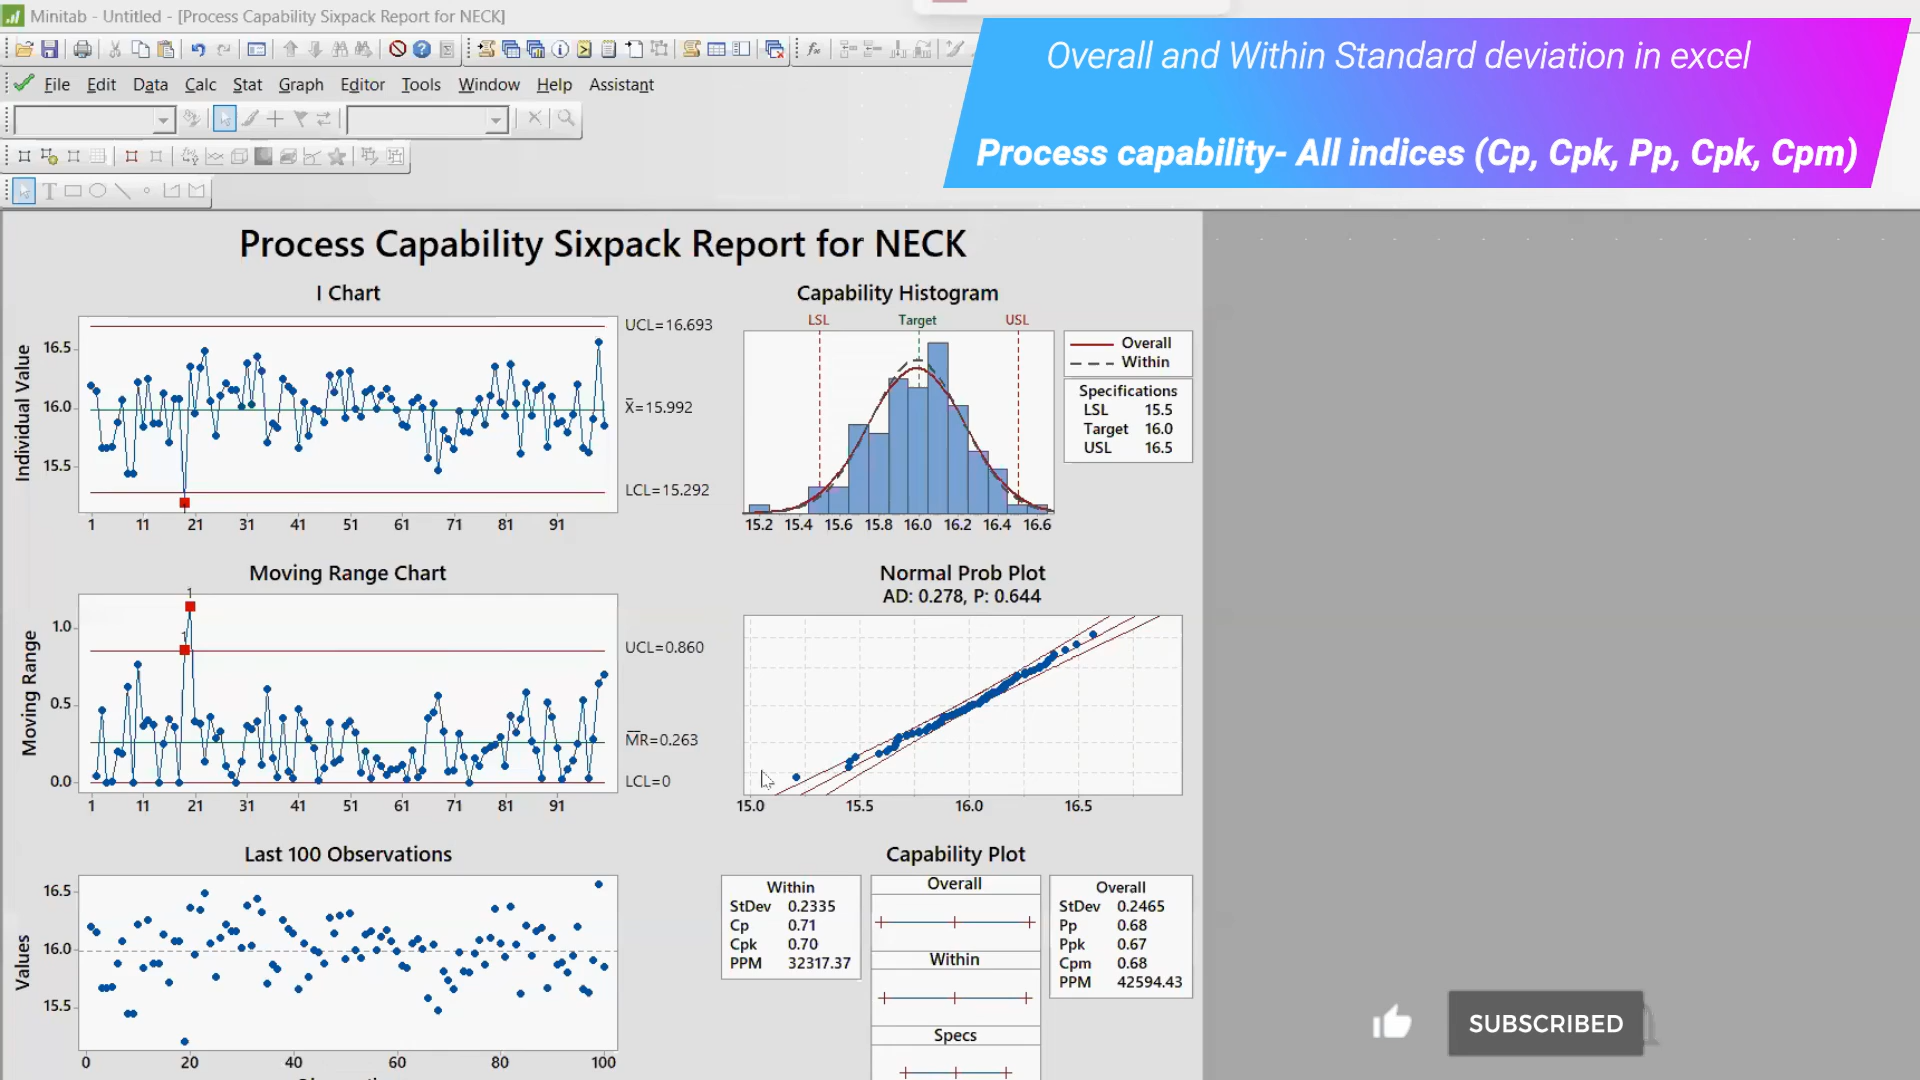 Minitab - Untitled - [Process Capability Sixpack Report for NECK]
Overall and Within Standard deviation in excel
Process capability- All indices (Cp, Cpk, Pp, Cpk, Cpm)
File Edit Data Calc Stat Graph Editor Tools Window Help Assistant
Process Capability Sixpack Report for NECK
I Chart
Individual Value
16.5
16.0
15.5
UCL=16.693
X̄=15.992
LCL=15.292
1
1 11 21 31 41 51 61 71 81 91
Capability Histogram
LSL Target USL
15.2 15.4 15.6 15.8 16.0 16.2 16.4 16.6
Overall
Within
Specifications
LSL 15.5
Target 16.0
USL 16.5
Moving Range Chart
Moving Range
1.0
0.5
0.0
1
1
UCL=0.860
M̅R̅=0.263
LCL=0
1 11 21 31 41 51 61 71 81 91
Normal Prob Plot
AD: 0.278, P: 0.644
15.0 15.5 16.0 16.5
Last 100 Observations
Values
16.5
16.0
15.5
0 20 40 60 80 100
Capability Plot
Within
StDev 0.2335
Cp 0.71
Cpk 0.70
PPM 32317.37
Overall
Within
Specs
Overall
StDev 0.2465
Pp 0.68
Ppk 0.67
Cpm 0.68
PPM 42594.43
SUBSCRIBED